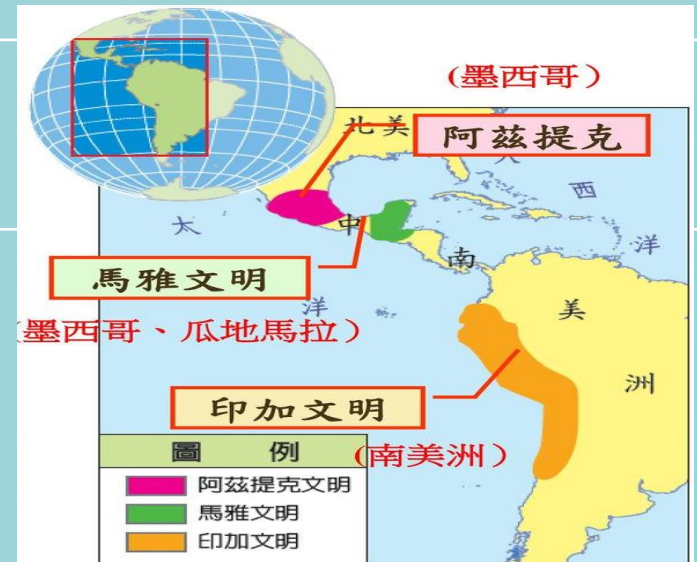 (墨西哥)
北美
阿茲提克
大
西
洋
太
中
南
馬雅文明
洋
美
(墨西哥、瓜地馬拉)
洲
印加文明
(南美洲)
圖 例
阿茲提克文明
馬雅文明
印加文明